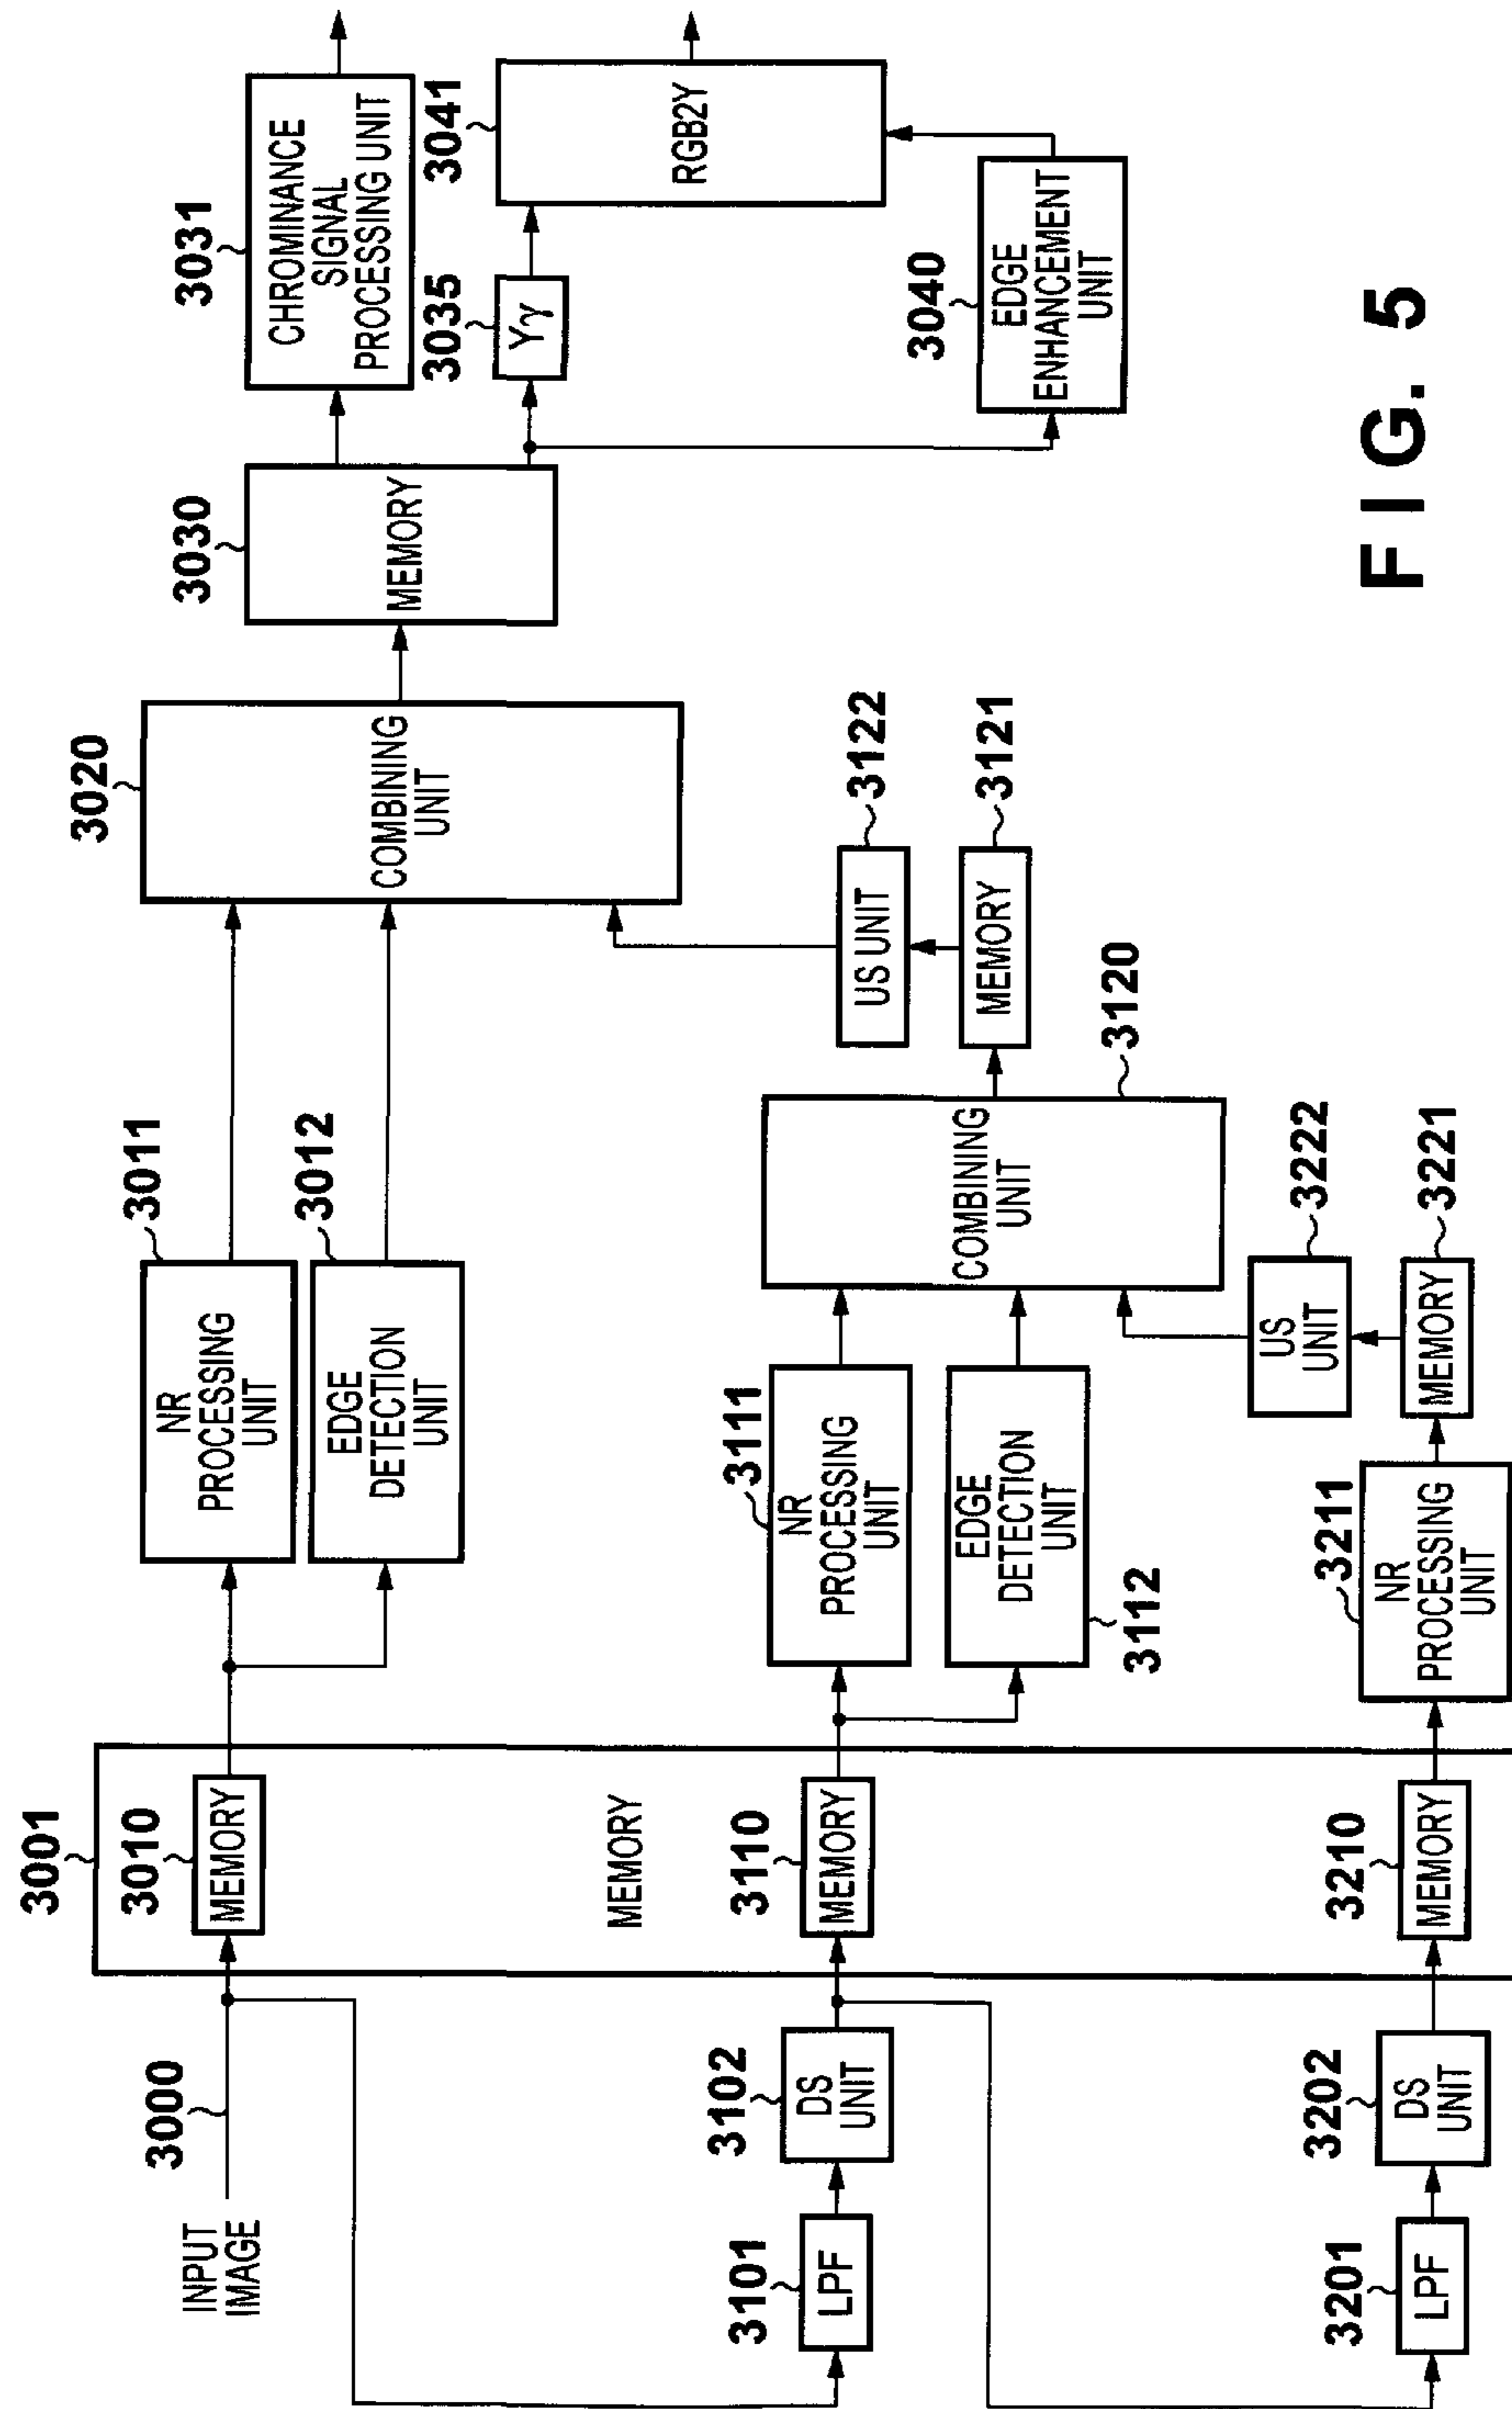 3000
INPUT
IMAGE
3001
3010
MEMORY
MEMORY
3011
NR
PROCESSING
UNIT
3012
EDGE
DETECTION
UNIT
3020
COMBINING
UNIT
3030
MEMORY
3031
CHROMINANCE
SIGNAL
PROCESSING UNIT
3035
Yγ
3041
RGB2Y
3040
EDGE
ENHANCEMENT
UNIT
3101
LPF
3102
DS
UNIT
3110
MEMORY
3111
NR
PROCESSING
UNIT
3112
EDGE
DETECTION
UNIT
3120
COMBINING
UNIT
3122
US UNIT
3121
MEMORY
3201
LPF
3202
DS
UNIT
3210
MEMORY
3211
NR
PROCESSING
UNIT
3222
US
UNIT
3221
MEMORY
FIG. 5